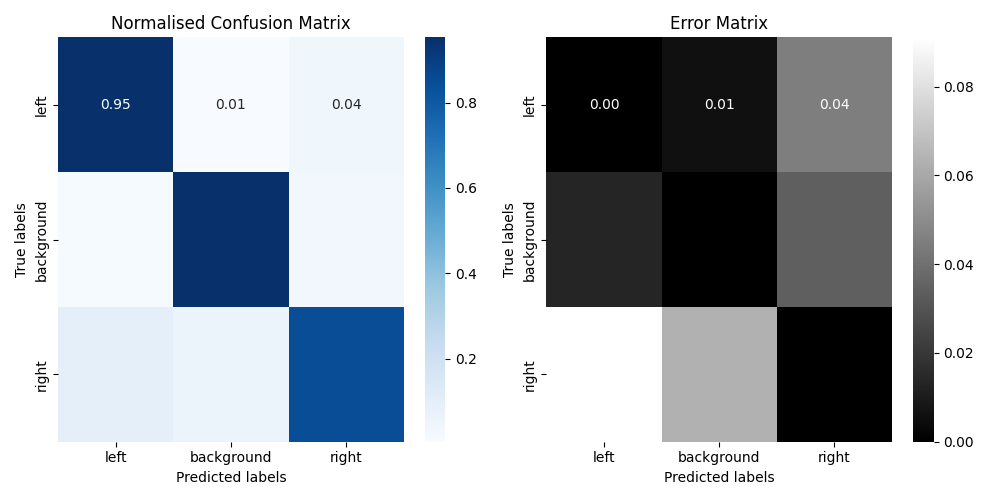 Normalised Confusion Matrix
Error Matrix
0.95 0.01 0.04
0.00 0.01 0.04
left
background
right
True labels
left background right
Predicted labels
0.8
0.6
0.4
0.2
left
background
right
True labels
left background right
Predicted labels
0.08
0.06
0.04
0.02
0.00